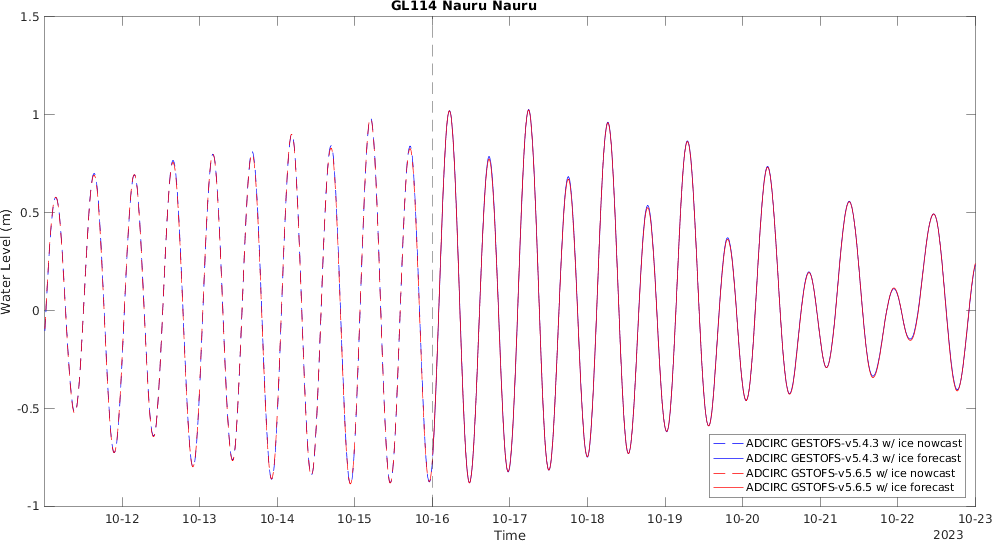 GL114 Nauru Nauru
1.5
1
0.5
0
-0.5
-1
Water Level (m)
10-12
10-13
10-14
10-15
10-16
10-17
10-18
10-19
10-20
10-21
10-22
10-23
Time
2023
ADCIRC GESTOFS-v5.4.3 w/ ice nowcast
ADCIRC GESTOFS-v5.4.3 w/ ice forecast
ADCIRC GSTOFS-v5.6.5 w/ ice nowcast
ADCIRC GSTOFS-v5.6.5 w/ ice forecast